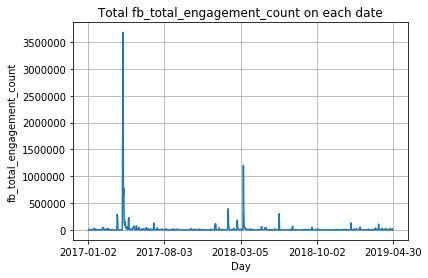 Total fb_total_engagement_count on each date
fb_total_engagement_count
3500000
3000000
2500000
2000000
1500000
1000000
500000
0
2017-01-02 2017-08-03 2018-03-05 2018-10-02 2019-04-30
Day